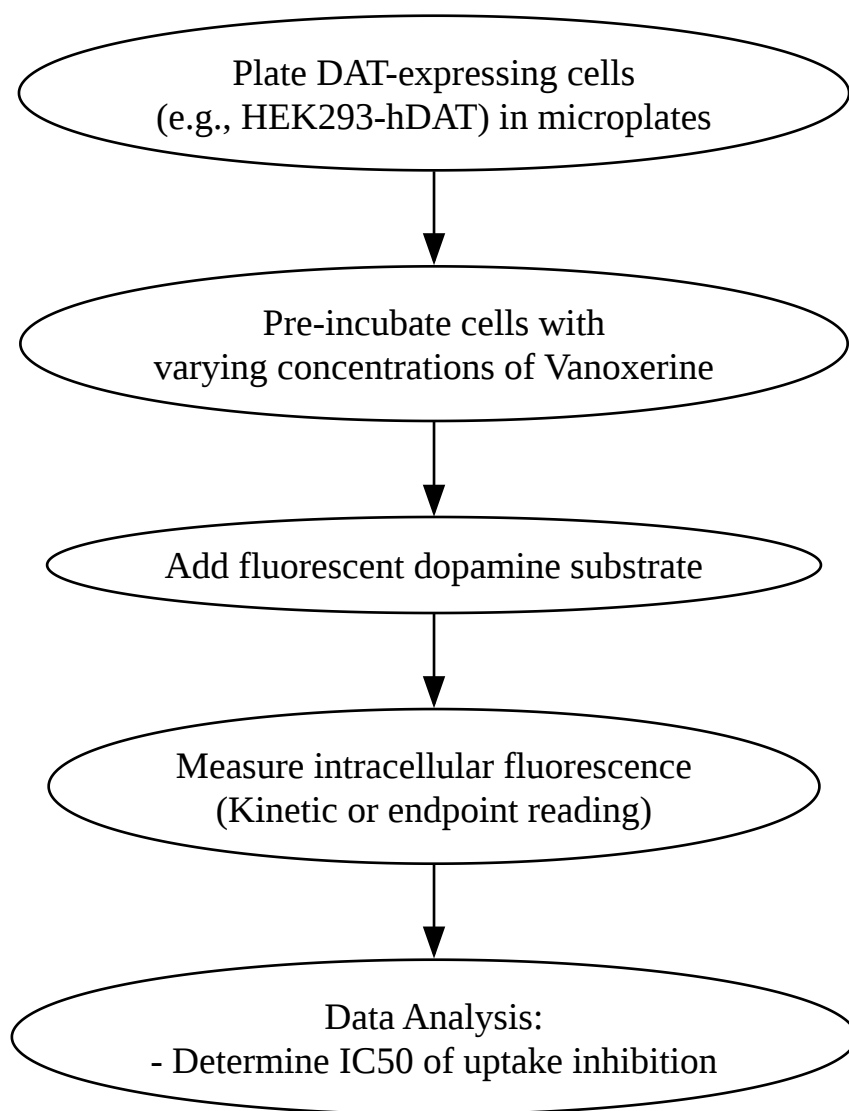 Plate DAT-expressing cells
(e.g., HEK293-hDAT) in microplates
Pre-incubate cells with
varying concentrations of Vanoxerine
Add fluorescent dopamine substrate
Measure intracellular fluorescence
(Kinetic or endpoint reading)
Data Analysis:
- Determine IC50 of uptake inhibition